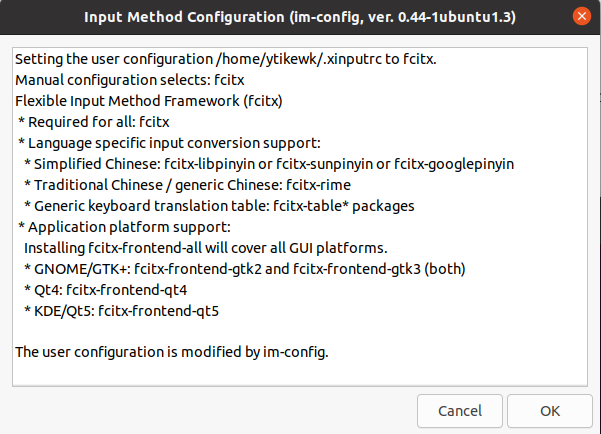 Input Method Configuration (im-config, ver. 0.44-1ubuntu1.3)
Setting the user configuration /home/ytikewk/.xinputrc to fcitx.
Manual configuration selects: fcitx
Flexible Input Method Framework (fcitx)
* Required for all: fcitx
* Language specific input conversion support:
* Simplified Chinese: fcitx-libpinyin or fcitx-sunpinyin or fcitx-googlepinyin
* Traditional Chinese / generic Chinese: fcitx-rime
* Generic keyboard translation table: fcitx-table* packages
* Application platform support:
Installing fcitx-frontend-all will cover all GUI platforms.
* GNOME/GTK+: fcitx-frontend-gtk2 and fcitx-frontend-gtk3 (both)
* Qt4: fcitx-frontend-qt4
* KDE/Qt5: fcitx-frontend-qt5
The user configuration is modified by im-config.
Cancel OK